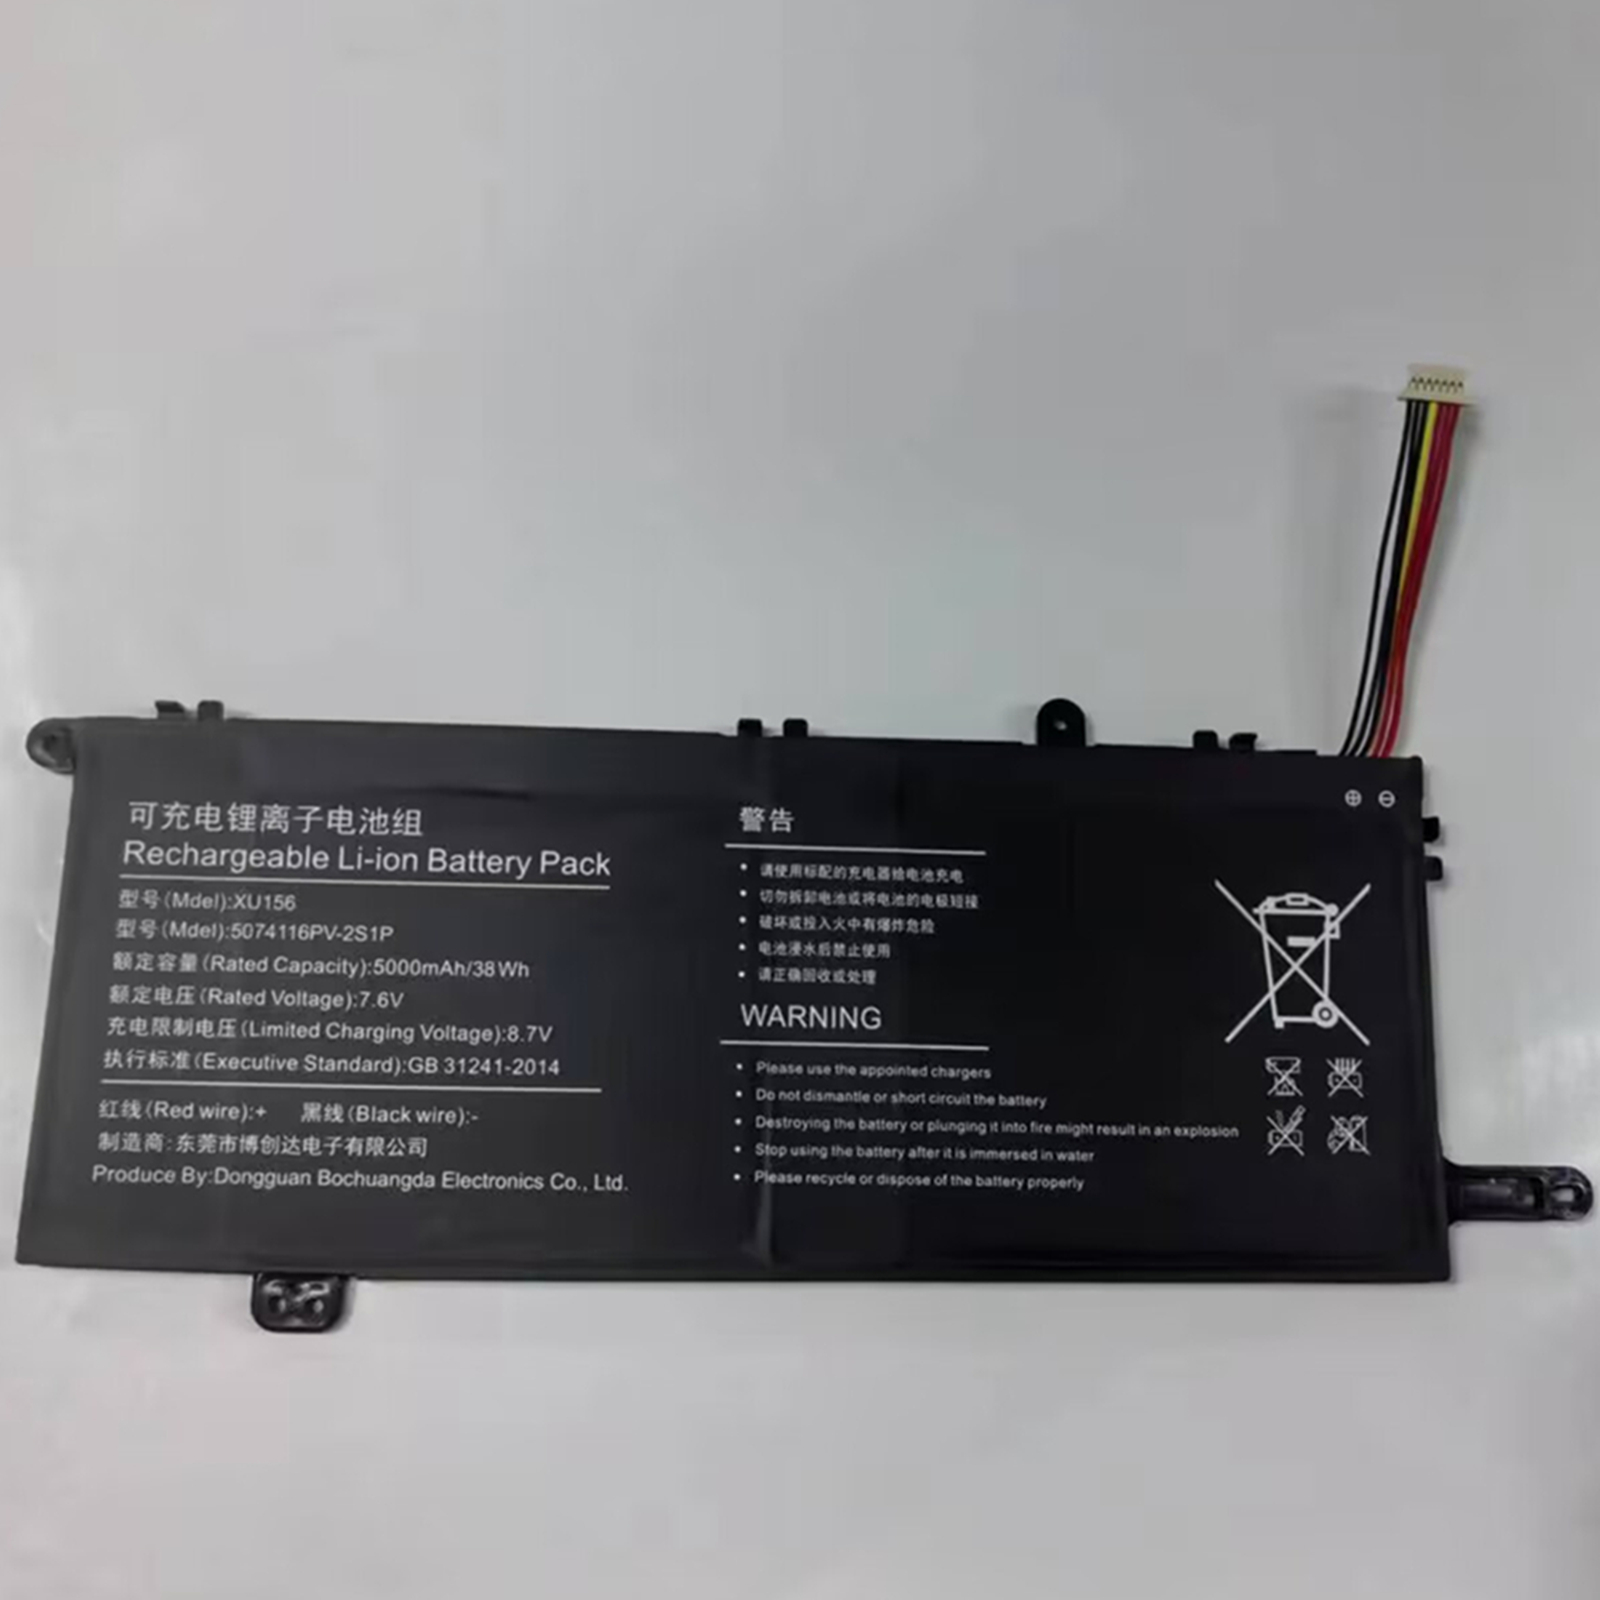 可充电锂离子电池组
Rechargeable Li-ion Battery Pack
型号(Mdel):XU156
型号(Mdel):5074116PV-2S1P
额定容量(Rated Capacity):5000mAh/38Wh
额定电压(Rated Voltage):7.6V
充电限制电压(Limited Charging Voltage):8.7V
执行标准(Executive Standard):GB 31241-2014
红线(Red wire):+ 黑线(Black wire):-
制造商:东莞市博创达电子有限公司
Produce By:Dongguan Bochuangda Electronics Co., Ltd.
警告
• 请使用标配的充电器给电池充电
• 切勿拆卸电池或将电池的电极短接
• 破坏或投入火中有爆炸危险
• 电池浸水后禁止使用
• 请正确回收或处理
WARNING
• Please use the appointed chargers
• Do not dismantle or short circuit the battery
• Destroying the battery or plunging it into fire might result in an explosion
• Stop using the battery after it is immersed in water
• Please recycle or dispose of the battery properly
⊕ ⊖